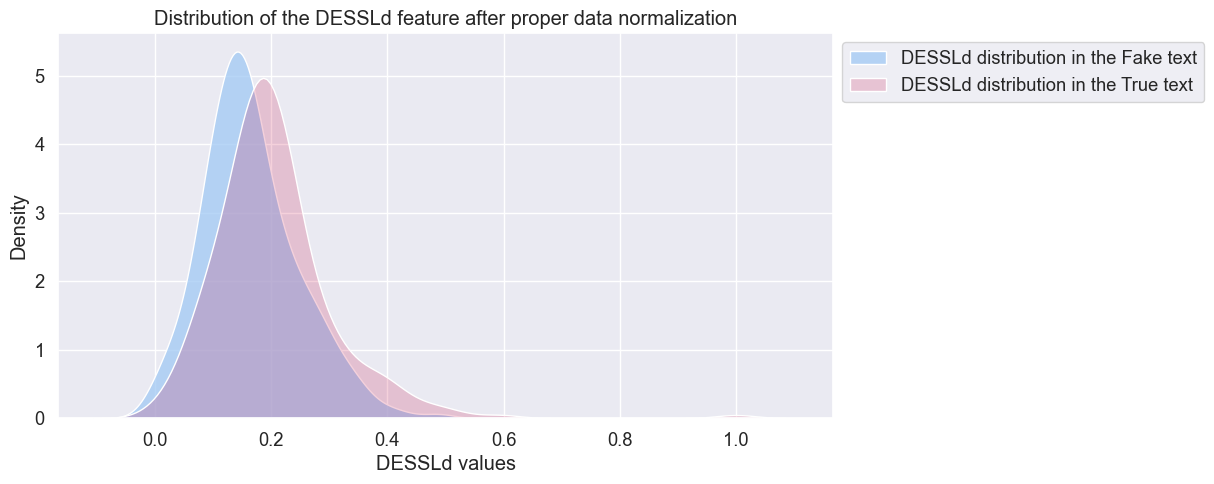 Distribution of the DESSLd feature after proper data normalization
DESSLd distribution in the Fake text
DESSLd distribution in the True text
Density
5
4
3
2
1
0
0.0 0.2 0.4 0.6 0.8 1.0
DESSLd values